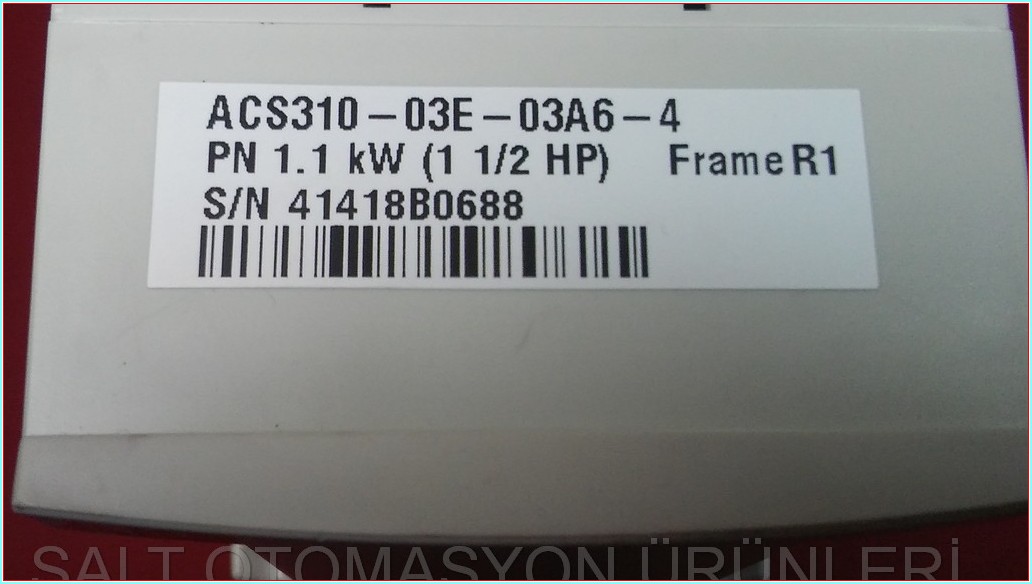 ACS310-03E-03A6-4
PN 1.1 kW (1 1/2 HP) Frame R1
S/N 41418B0688
SALT OTOMASYON ÜRÜNLERİ